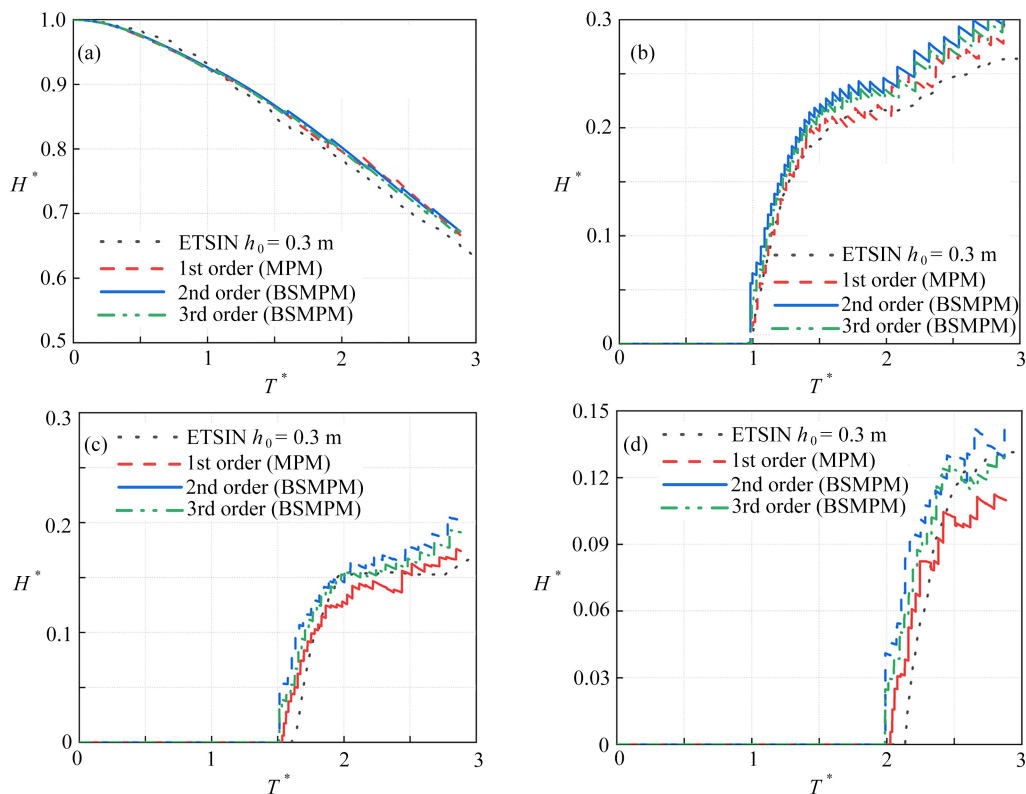 1.0
0.9
0.8
0.7
0.6
0.5
H*
(a)
ETSIN h₀ = 0.3 m
1st order (MPM)
2nd order (BSMPM)
3rd order (BSMPM)
0
1
2
3
T*
0.3
0.2
0.1
0
H*
(b)
ETSIN h₀ = 0.3 m
1st order (MPM)
2nd order (BSMPM)
3rd order (BSMPM)
0
1
2
3
T*
0.3
0.2
0.1
0
H*
(c)
ETSIN h₀ = 0.3 m
1st order (MPM)
2nd order (BSMPM)
3rd order (BSMPM)
0
1
2
3
T*
0.15
0.12
0.09
0.06
0.03
0
H*
(d)
ETSIN h₀ = 0.3 m
1st order (MPM)
2nd order (BSMPM)
3rd order (BSMPM)
0
1
2
3
T*